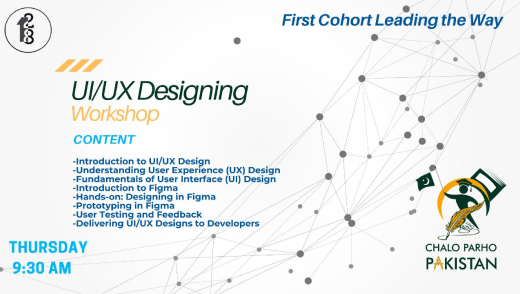 123
First Cohort Leading the Way
UI/UX Designing
Workshop
CONTENT
-Introduction to UI/UX Design
-Understanding User Experience (UX) Design
-Fundamentals of User Interface (UI) Design
-Introduction to Figma
-Hands-on: Designing in Figma
-Prototyping in Figma
-User Testing and Feedback
-Delivering UI/UX Designs to Developers
THURSDAY
9:30 AM
CHALO PARHO
PAKISTAN